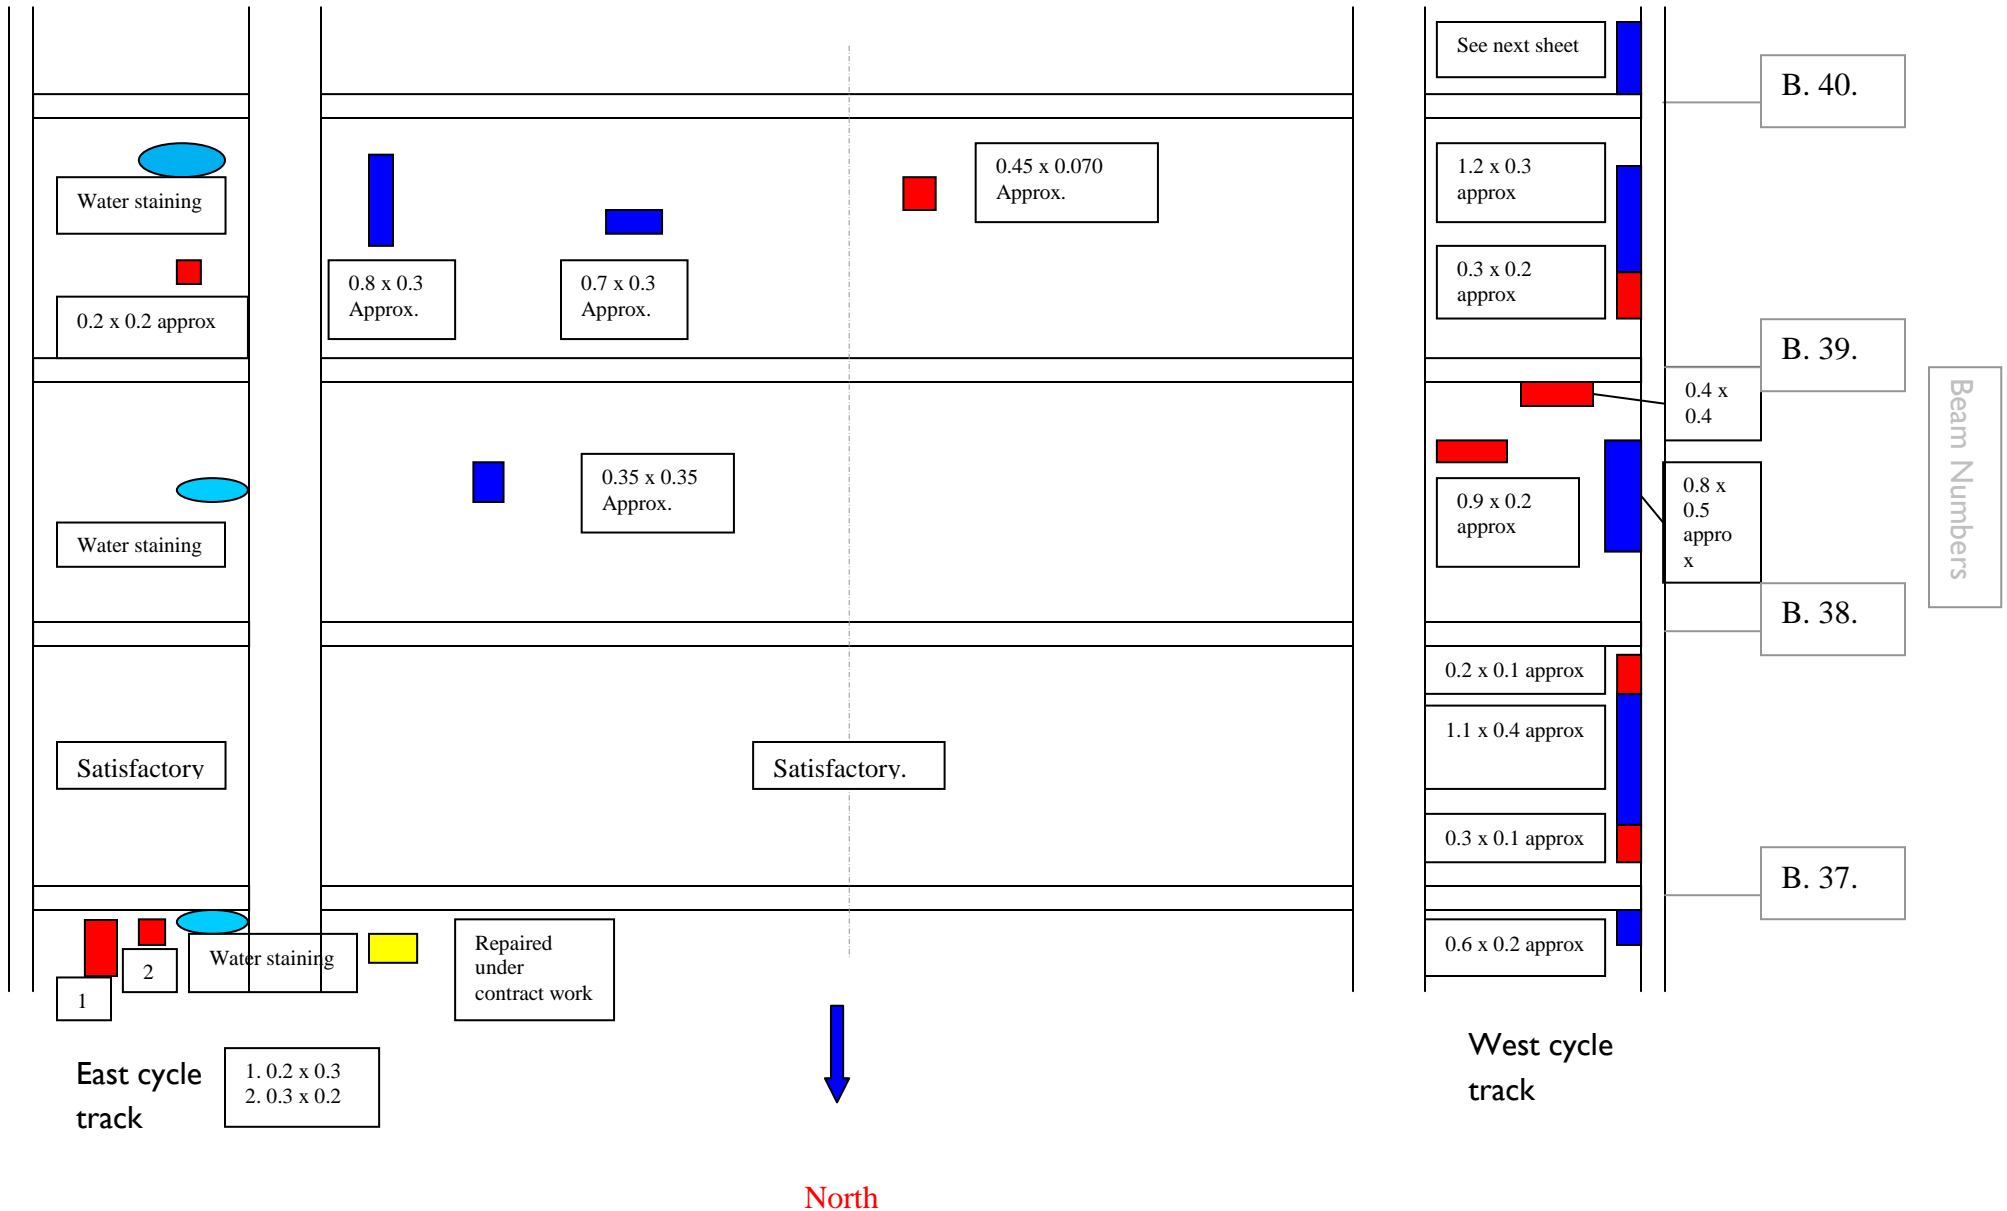 See next sheet
B. 40.
Water staining
0.2 x 0.2 approx
0.8 x 0.3
Approx.
0.7 x 0.3
Approx.
0.45 x 0.070
Approx.
1.2 x 0.3
approx
0.3 x 0.2
approx
B. 39.
0.4 x
0.4
Beam Numbers
Water staining
0.35 x 0.35
Approx.
0.9 x 0.2
approx
0.8 x
0.5
appro
x
B. 38.
Satisfactory
Satisfactory.
0.2 x 0.1 approx
1.1 x 0.4 approx
0.3 x 0.1 approx
B. 37.
1
2
Water staining
Repaired
under
contract work
0.6 x 0.2 approx
East cycle
track
1. 0.2 x 0.3
2. 0.3 x 0.2
West cycle
track
North